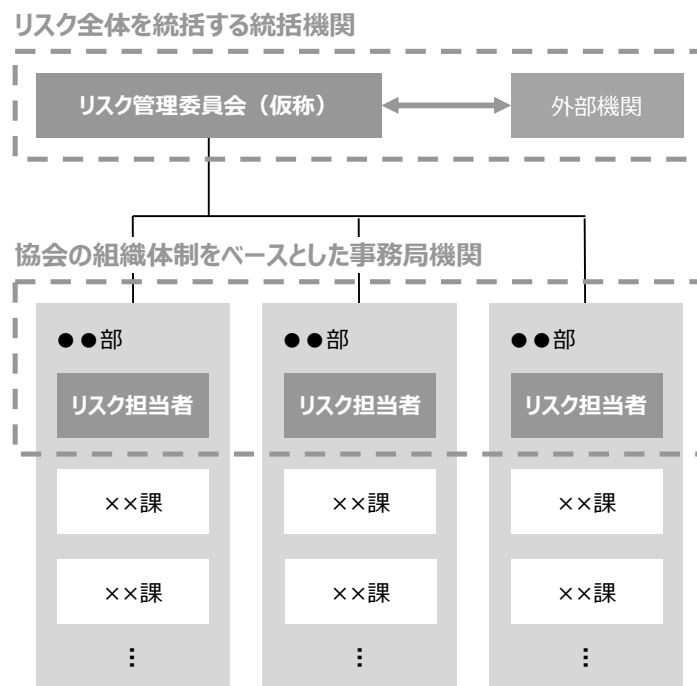 リスク全体を統括する統括機関
リスク管理委員会（仮称）
外部機関
協会の組織体制をベースとした事務局機関
●●部
●●部
●●部
リスク担当者
リスク担当者
リスク担当者
××課
××課
××課
××課
××課
××課
⋮
⋮
⋮